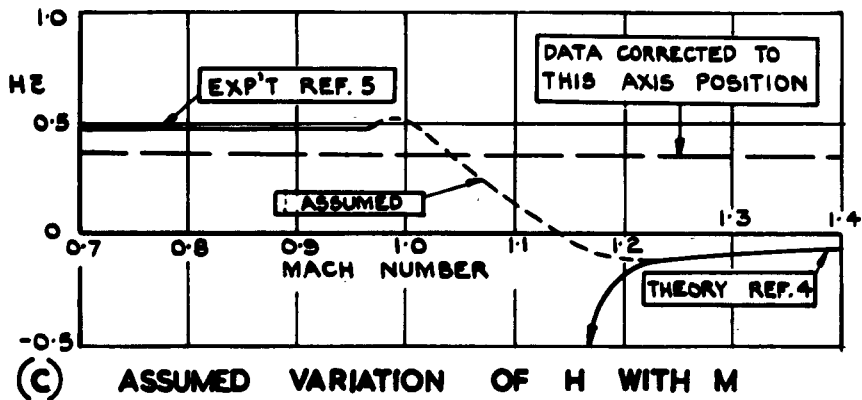 1.0
Hc̄
EXP'T REF. 5
DATA CORRECTED TO
THIS AXIS POSITION
0.5
ASSUMED
0
0.7
0.8
0.9
1.0
1.1
1.2
1.3
1.4
MACH NUMBER
THEORY REF. 4
-0.5
(C) ASSUMED VARIATION OF H WITH M